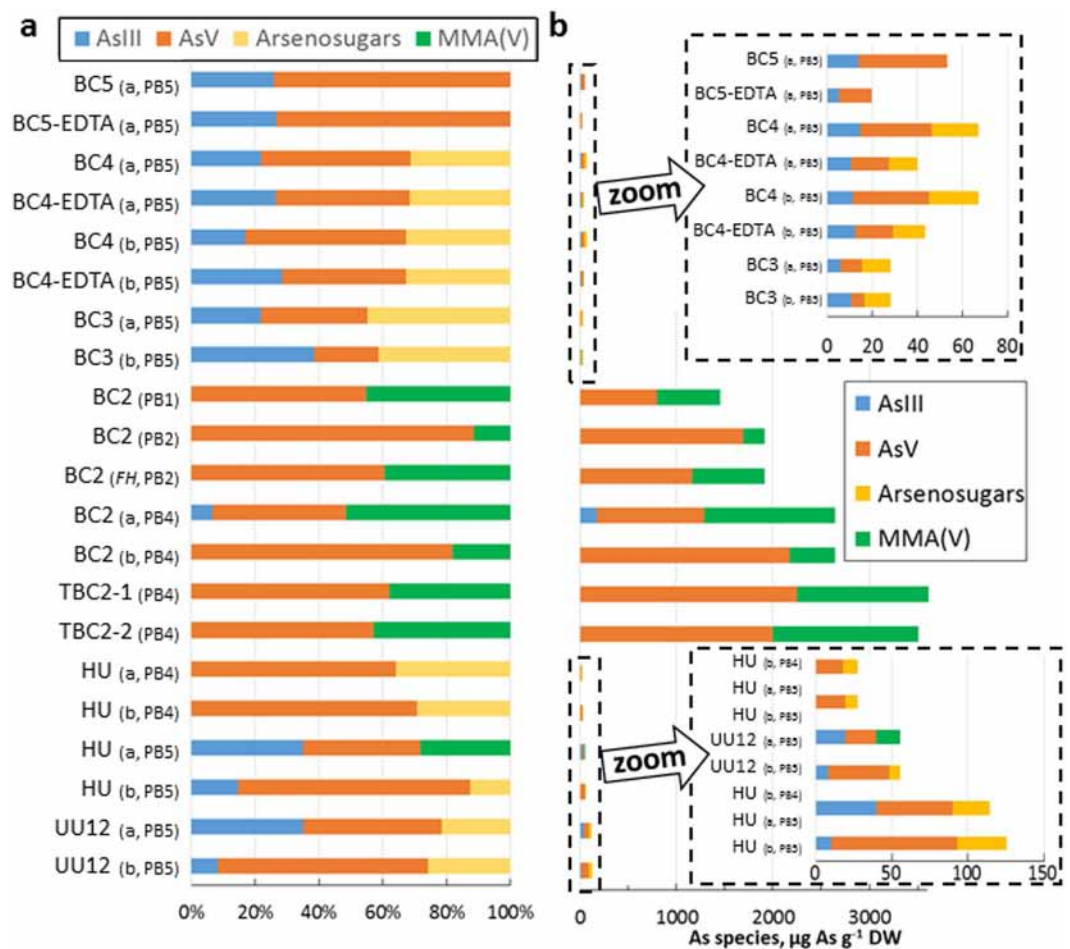 a
AsIII AsV Arsenosugars MMA(V)
BC5 (a, PB5)
BC5-EDTA (a, PB5)
BC4 (a, PB5)
BC4-EDTA (a, PB5)
BC4 (b, PB5)
BC4-EDTA (b, PB5)
BC3 (a, PB5)
BC3 (b, PB5)
BC2 (PB1)
BC2 (PB2)
BC2 (FH, PB2)
BC2 (a, PB4)
BC2 (b, PB4)
TBC2-1 (PB4)
TBC2-2 (PB4)
HU (a, PB4)
HU (b, PB4)
HU (a, PB5)
HU (b, PB5)
UU12 (a, PB5)
UU12 (b, PB5)
0% 20% 40% 60% 80% 100%
b
BC5 (a, PB5)
BC5-EDTA (a, PB5)
BC4 (a, PB5)
BC4-EDTA (a, PB5)
BC4 (b, PB5)
BC4-EDTA (b, PB5)
BC3 (a, PB5)
BC3 (b, PB5)
0 20 40 60 80
zoom
AsIII
AsV
Arsenosugars
MMA(V)
HU (b, PB4)
HU (a, PB5)
HU (b, PB5)
UU12 (a, PB5)
UU12 (b, PB5)
HU (b, PB4)
HU (a, PB5)
HU (b, PB5)
0 50 100 150
zoom
0 1000 2000 3000
As species, µg As g⁻¹ DW